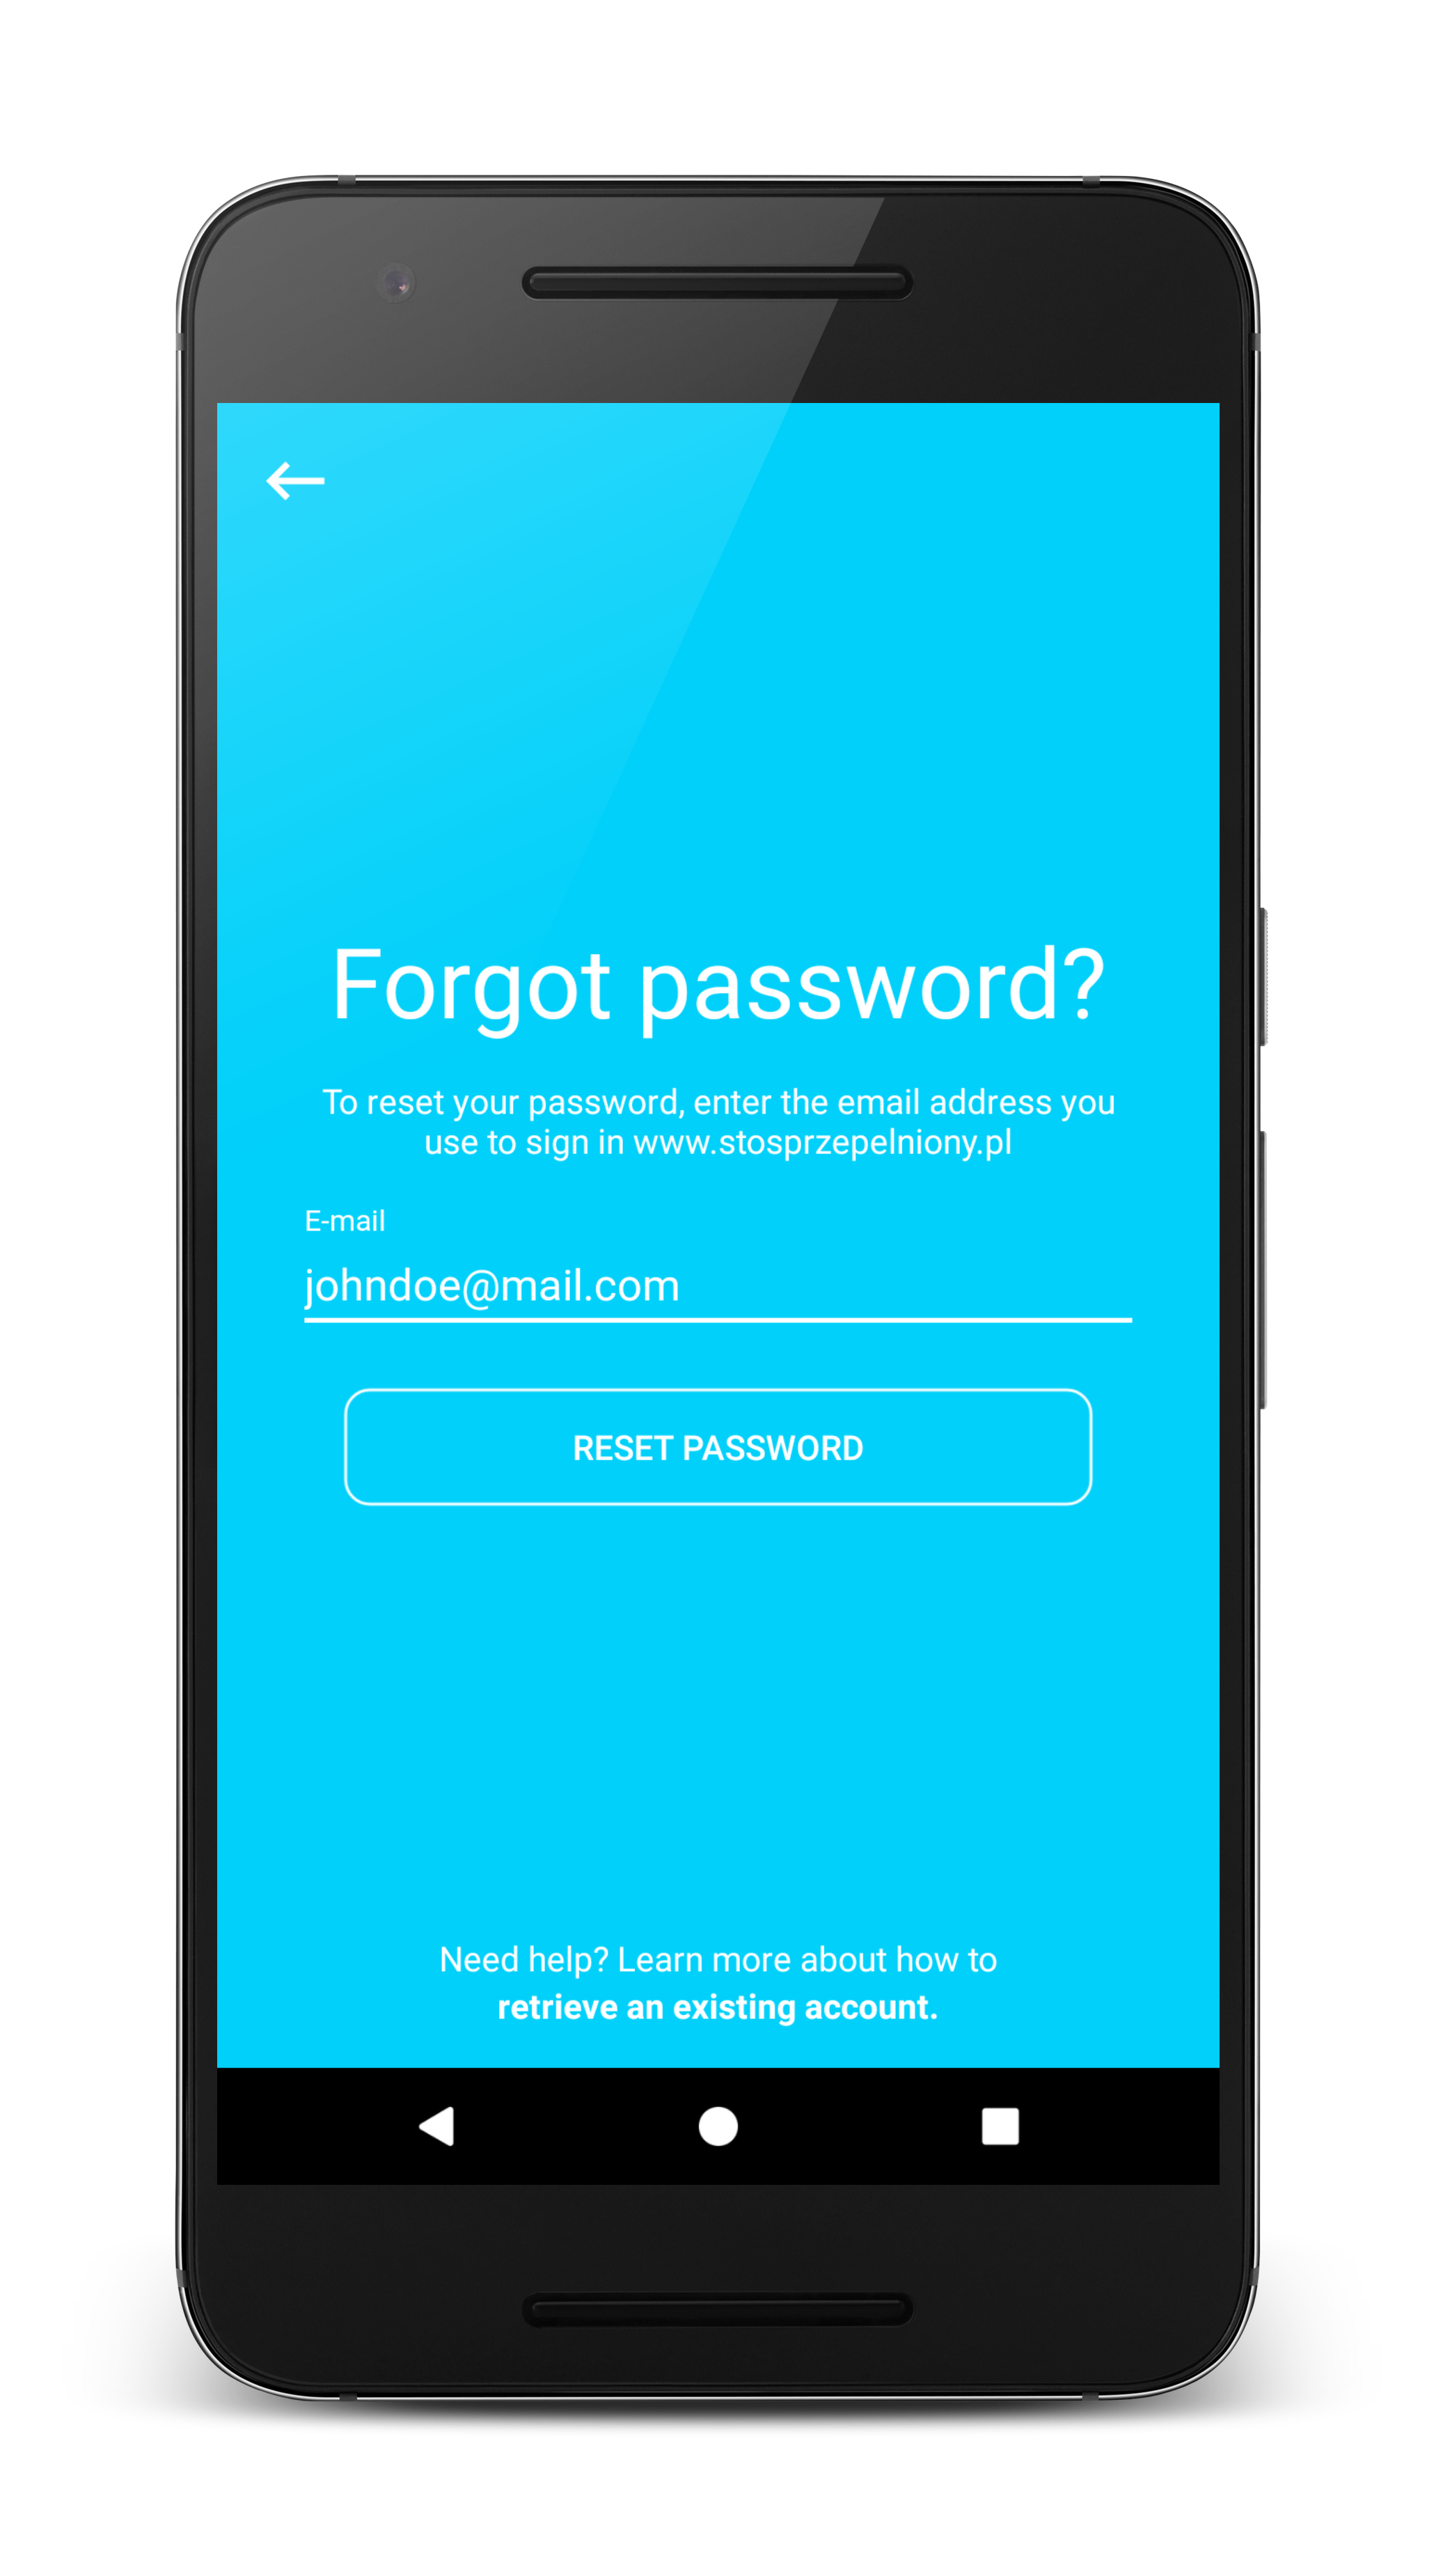 Forgot password?
To reset your password, enter the email address you
use to sign in www.stosprzepelniony.pl
E-mail
johndoe@mail.com
RESET PASSWORD
Need help? Learn more about how to
retrieve an existing account.